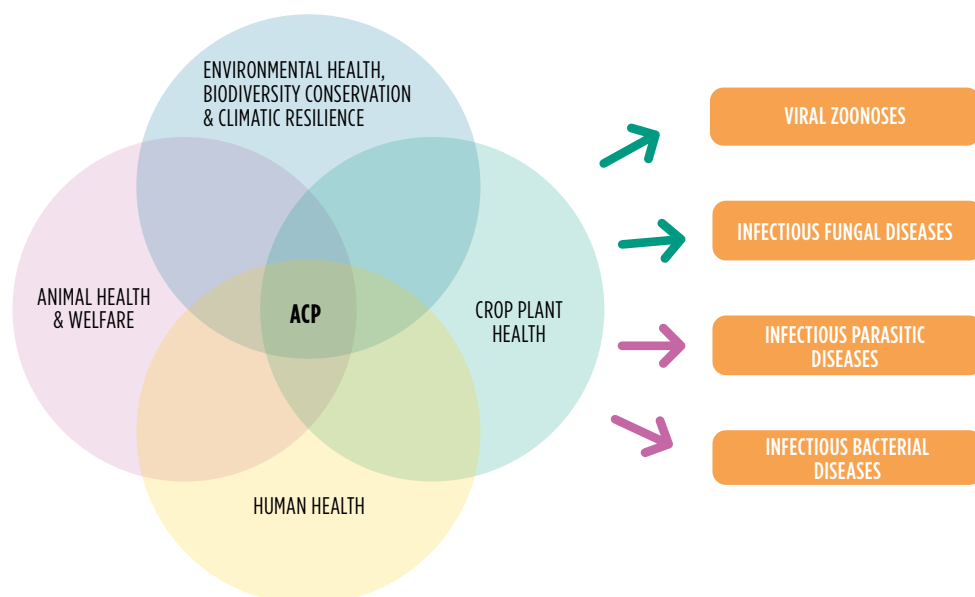 ENVIRONMENTAL HEALTH,
BIODIVERSITY CONSERVATION
& CLIMATIC RESILIENCE
ANIMAL HEALTH
& WELFARE
ACP
CROP PLANT
HEALTH
HUMAN HEALTH
VIRAL ZOONOSES
INFECTIOUS FUNGAL DISEASES
INFECTIOUS PARASITIC
DISEASES
INFECTIOUS BACTERIAL
DISEASES